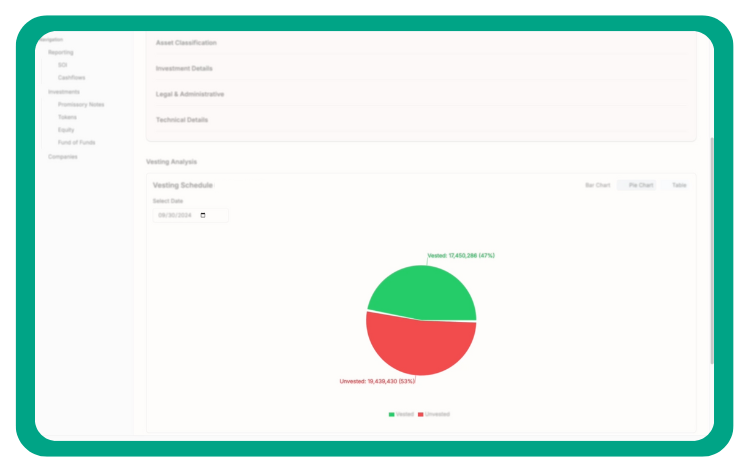 Navigation
Reporting
SOI
Cashflows
Investments
Promissory Notes
Tokens
Equity
Fund of Funds
Companies
Asset Classification
Investment Details
Legal & Administrative
Technical Details
Vesting Analysis
Vesting Schedule
Bar Chart Pie Chart Table
Select Date
09/30/2024
Vested: 17,450,288 (47%)
Unvested: 19,439,430 (53%)
Vested Unvested